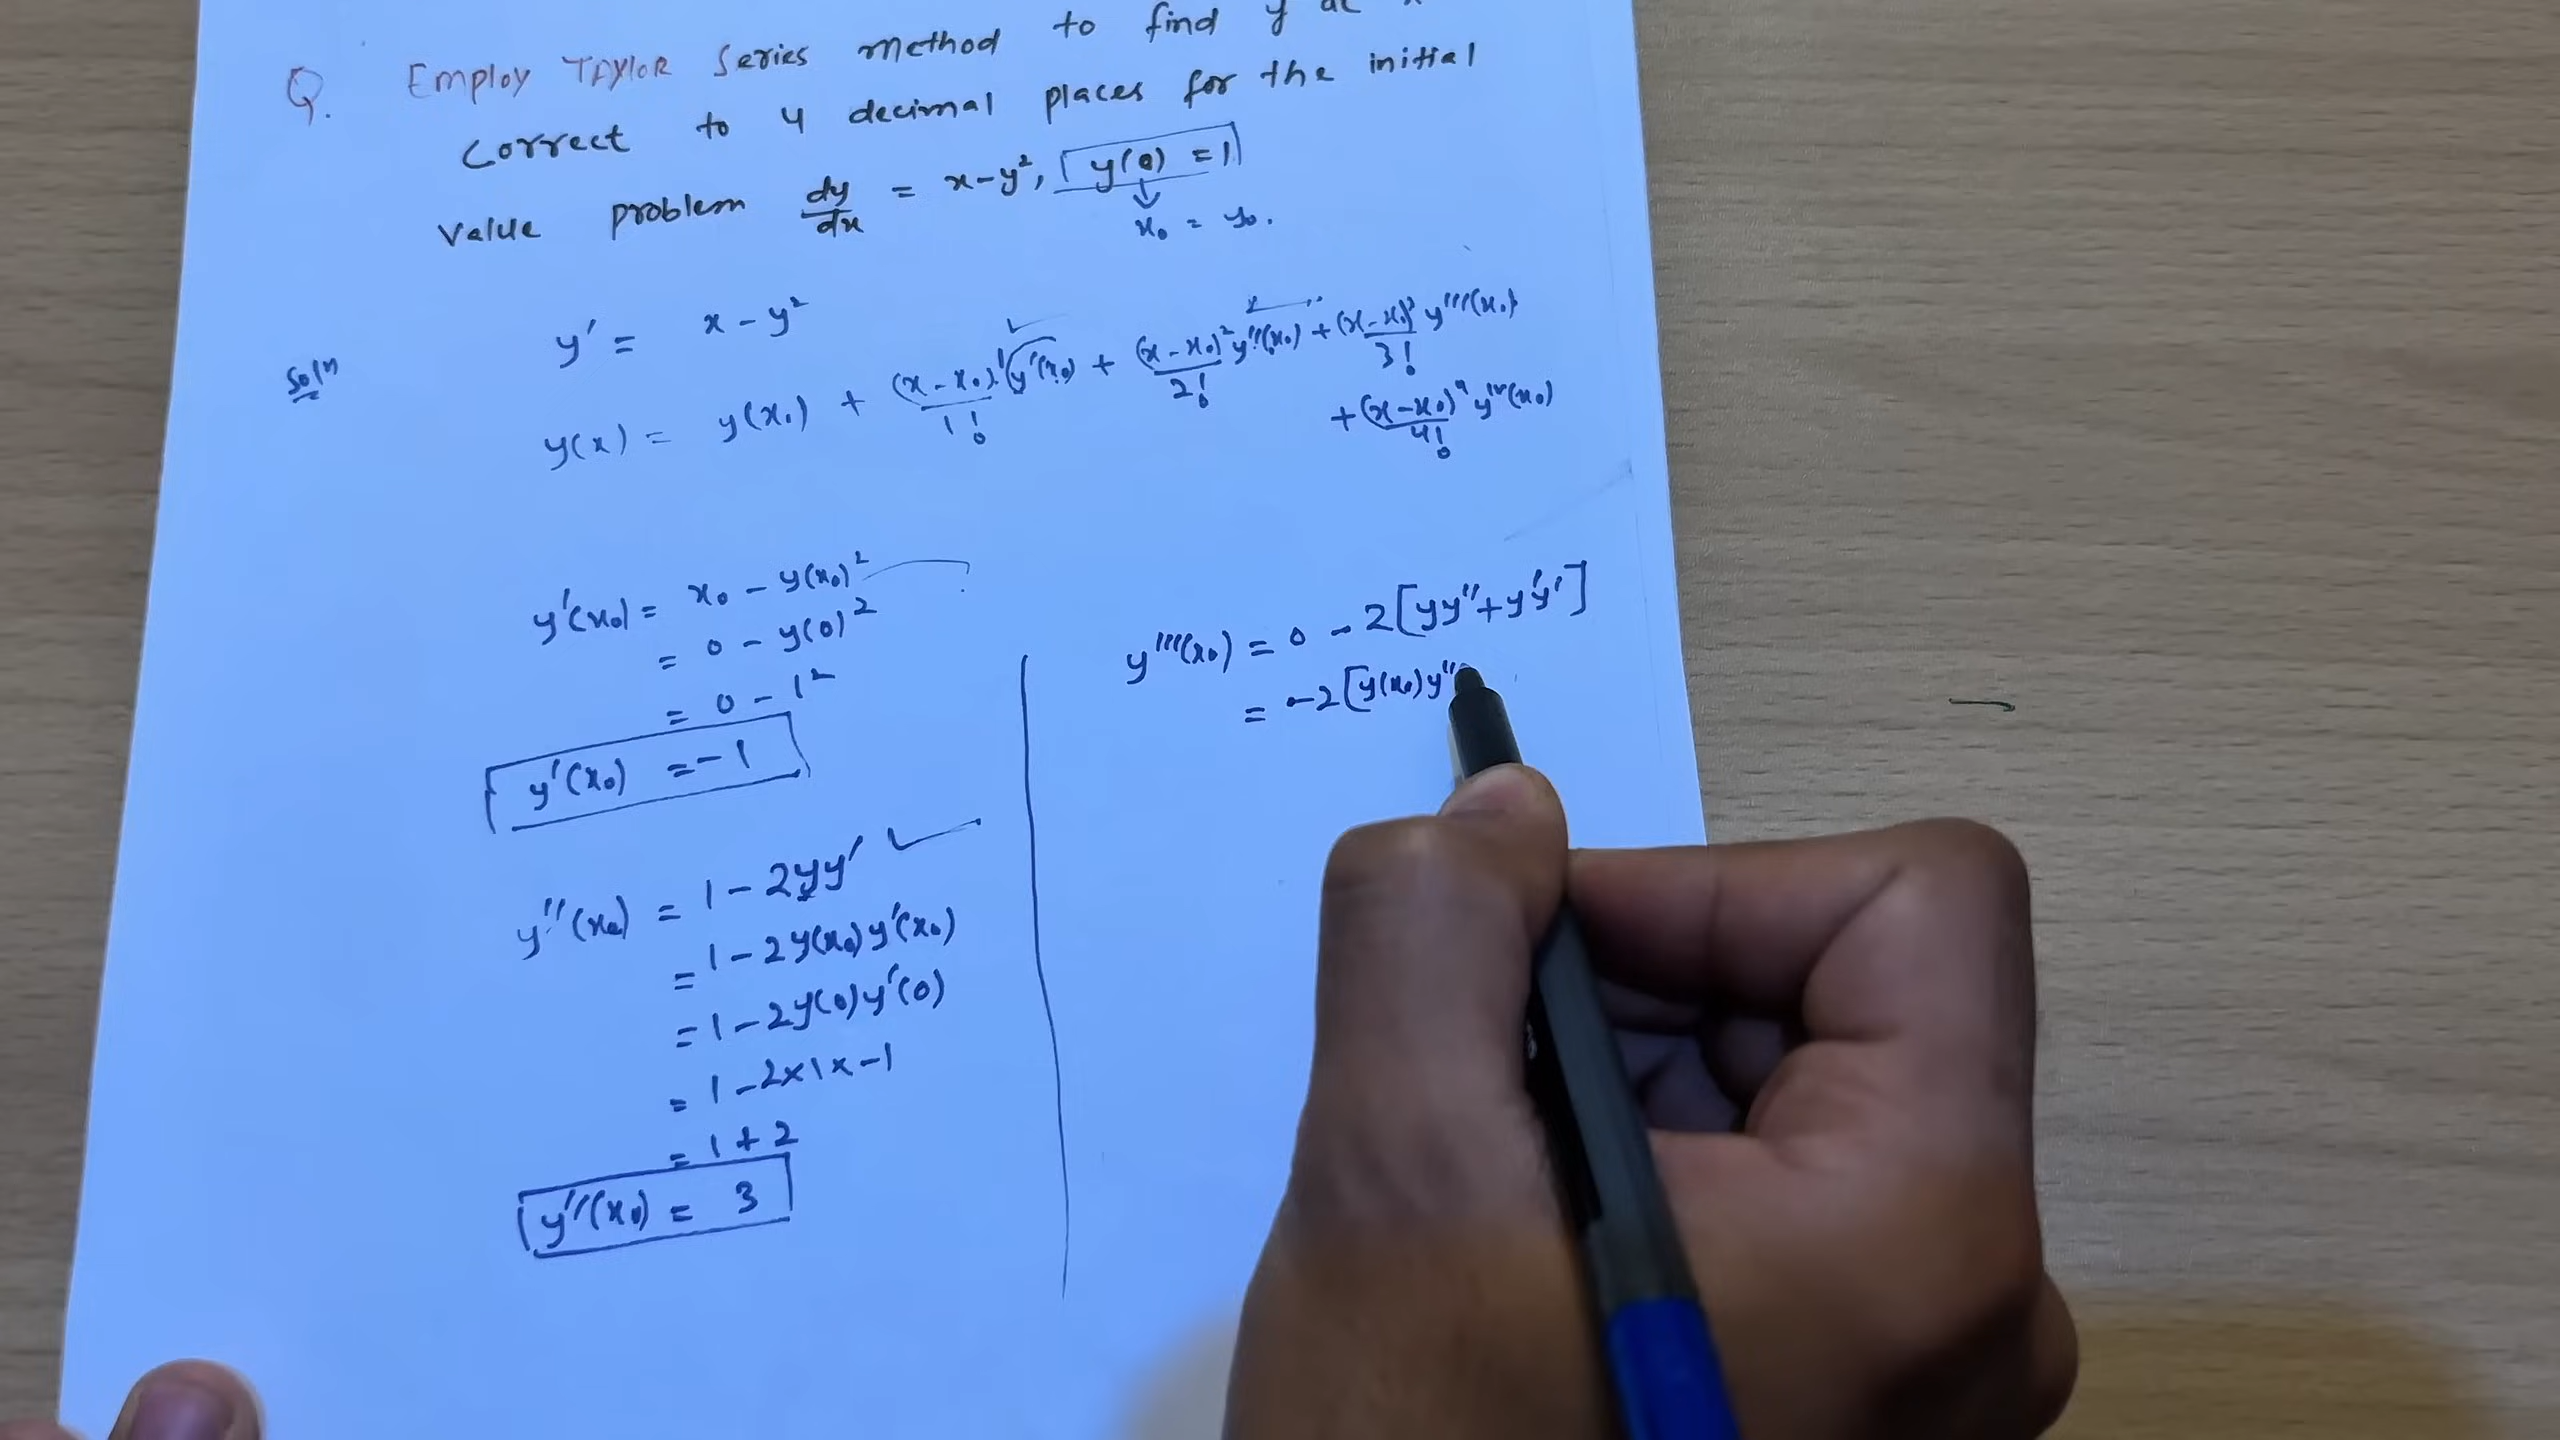 Q. Employ TAYLOR Series method to find y at
Correct to 4 decimal places for the initial
Value problem dy/dx = x-y², y(0) = 1
x₀ = y₀.
Soln y' = x - y²
y(x) = y(x₀) + (x-x₀)¹/1! y'(x₀) + (x-x₀)²/2! y''(x₀) + (x-x₀)³/3! y'''(x₀)
+ (x-x₀)⁴/4! y^iv(x₀)
y'(x₀) = x₀ - y(x₀)²
= 0 - y(0)²
= 0 - 1²
y'(x₀) = -1
y''(x₀) = 1 - 2yy'
= 1 - 2y(x₀)y'(x₀)
= 1 - 2y(0)y'(0)
= 1 - 2x1x-1
= 1 + 2
y''(x₀) = 3
y'''(x₀) = 0 - 2[yy''+y'y']
= -2[y(x₀)y''